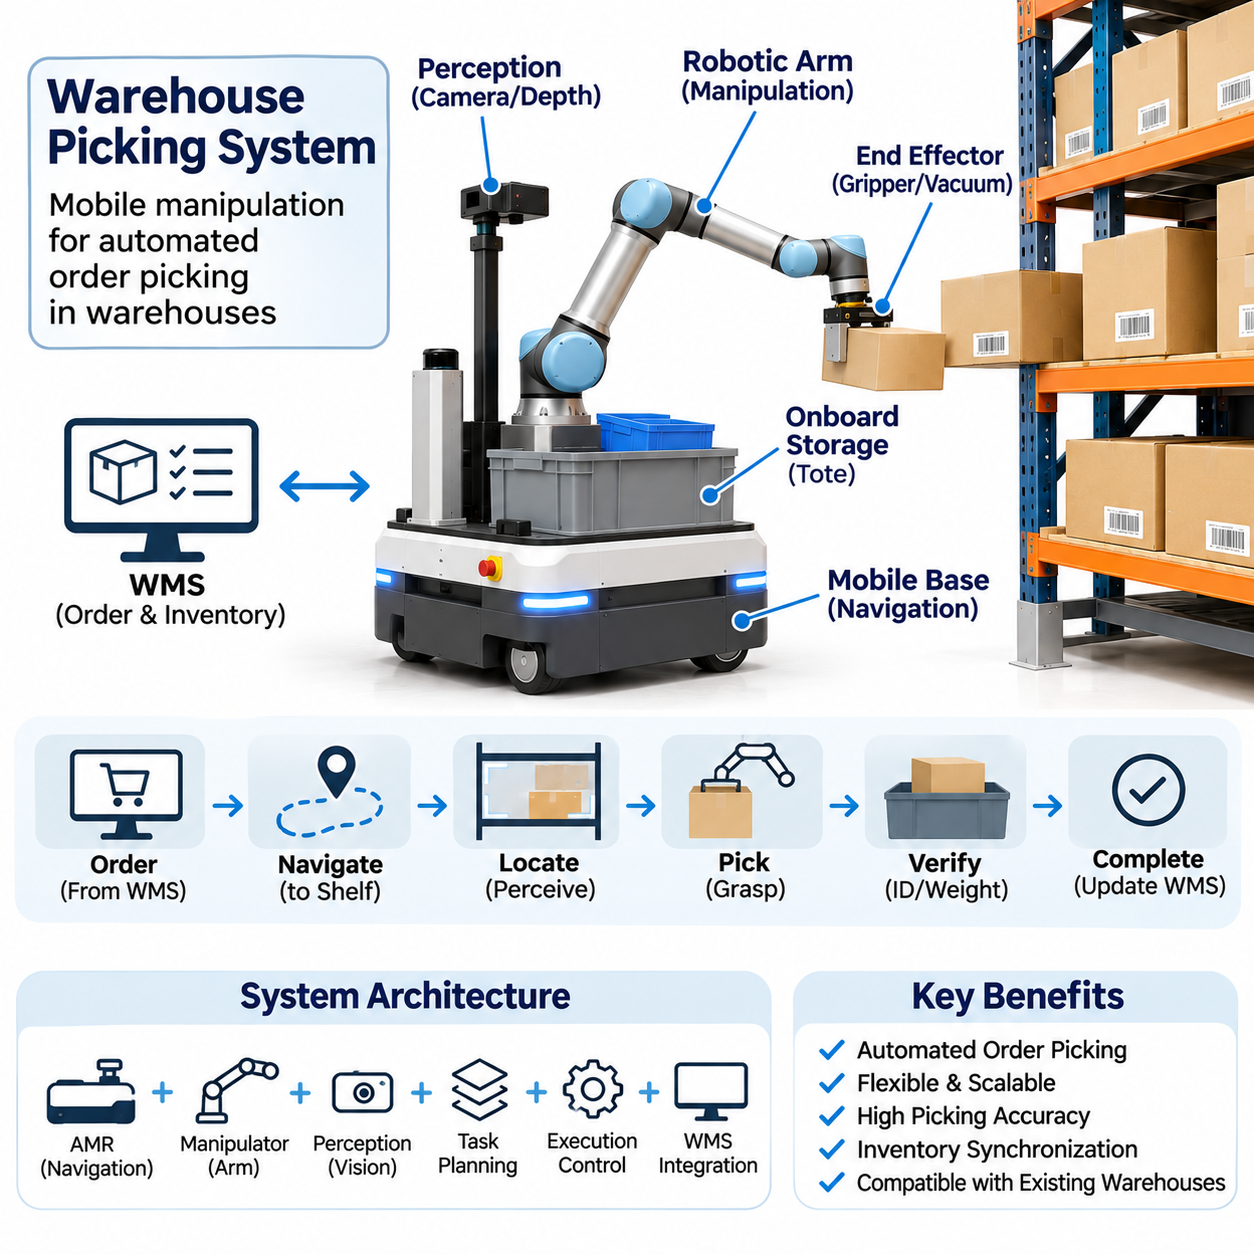 Warehouse
Picking System
Mobile manipulation
for automated
order picking
in warehouses
Perception
(Camera/Depth)
Robotic Arm
(Manipulation)
End Effector
(Gripper/Vacuum)
Onboard
Storage
(Tote)
Mobile Base
(Navigation)
WMS
(Order & Inventory)
Order
(From WMS)
Navigate
(to Shelf)
Locate
(Perceive)
Pick
(Grasp)
Verify
(ID/Weight)
Complete
(Update WMS)
System Architecture
AMR
(Navigation)
Manipulator
(Arm)
Perception
(Vision)
Task
Planning
Execution
Control
WMS
Integration
Key Benefits
Automated Order Picking
Flexible & Scalable
High Picking Accuracy
Inventory Synchronization
Compatible with Existing Warehouses